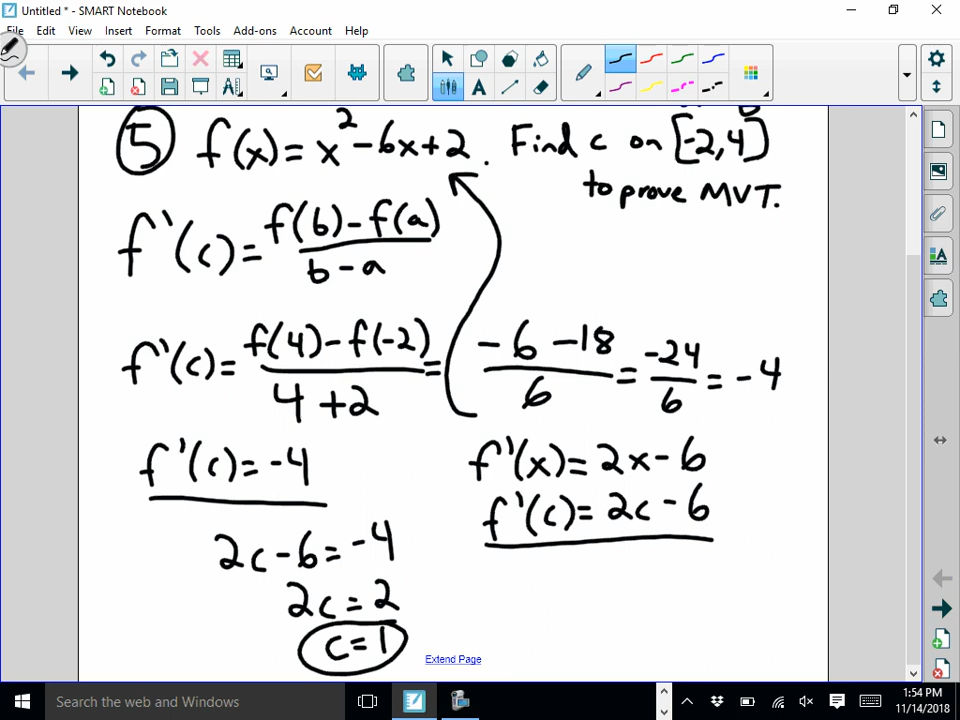 Untitled * - SMART Notebook
File Edit View Insert Format Tools Add-ons Account Help
5 f(x) = x² - 6x + 2 . Find c on [-2, 4]
to prove MVT.
f'(c) = f(b) - f(a) / b - a
f'(c) = f(4) - f(-2) / 4 + 2 = -6 - 18 / 6 = -24 / 6 = -4
f'(c) = -4 f'(x) = 2x - 6
f'(c) = 2c - 6
2c - 6 = -4
2c = 2
c = 1
Extend Page
Search the web and Windows
1:54 PM
11/14/2018